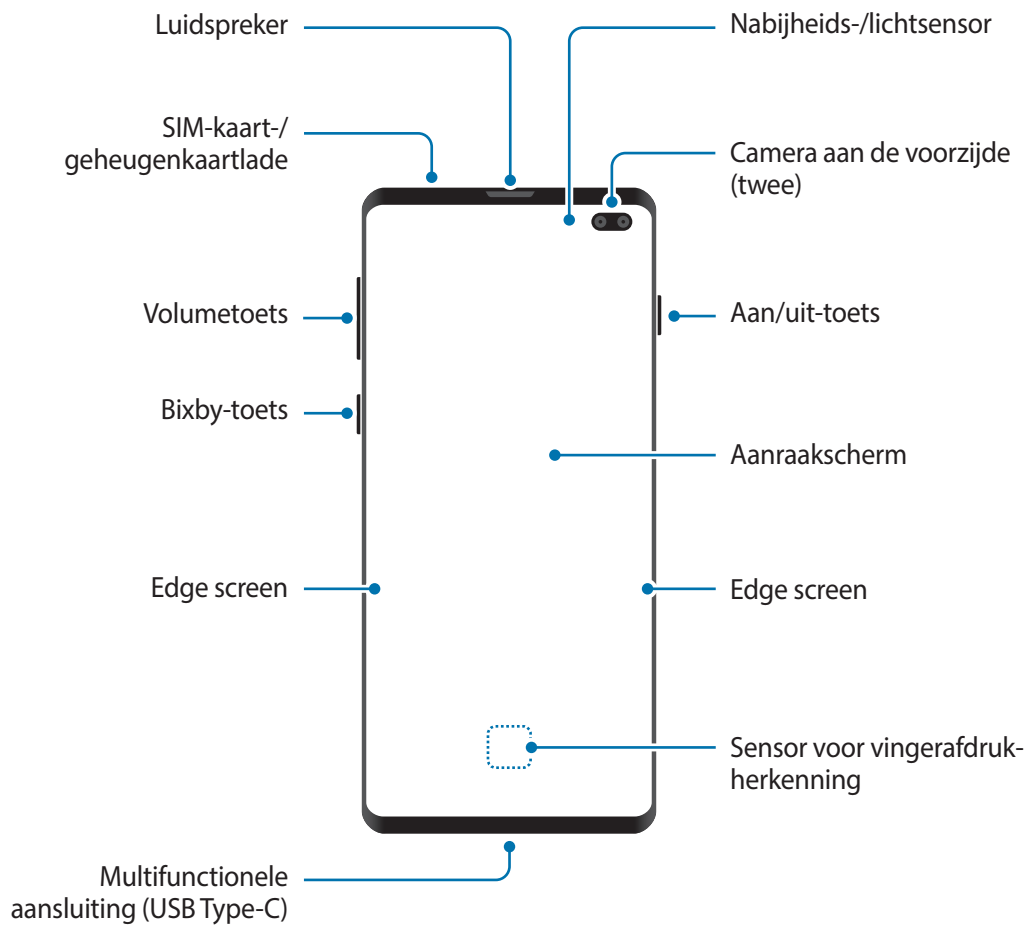 Luidspreker
SIM-kaart-/
geheugenkaartlade
Volumetoets
Bixby-toets
Edge screen
Multifunctionele
aansluiting (USB Type-C)
Nabijheids-/lichtsensor
Camera aan de voorzijde
(twee)
Aan/uit-toets
Aanraakscherm
Edge screen
Sensor voor vingerafdruk-
herkenning